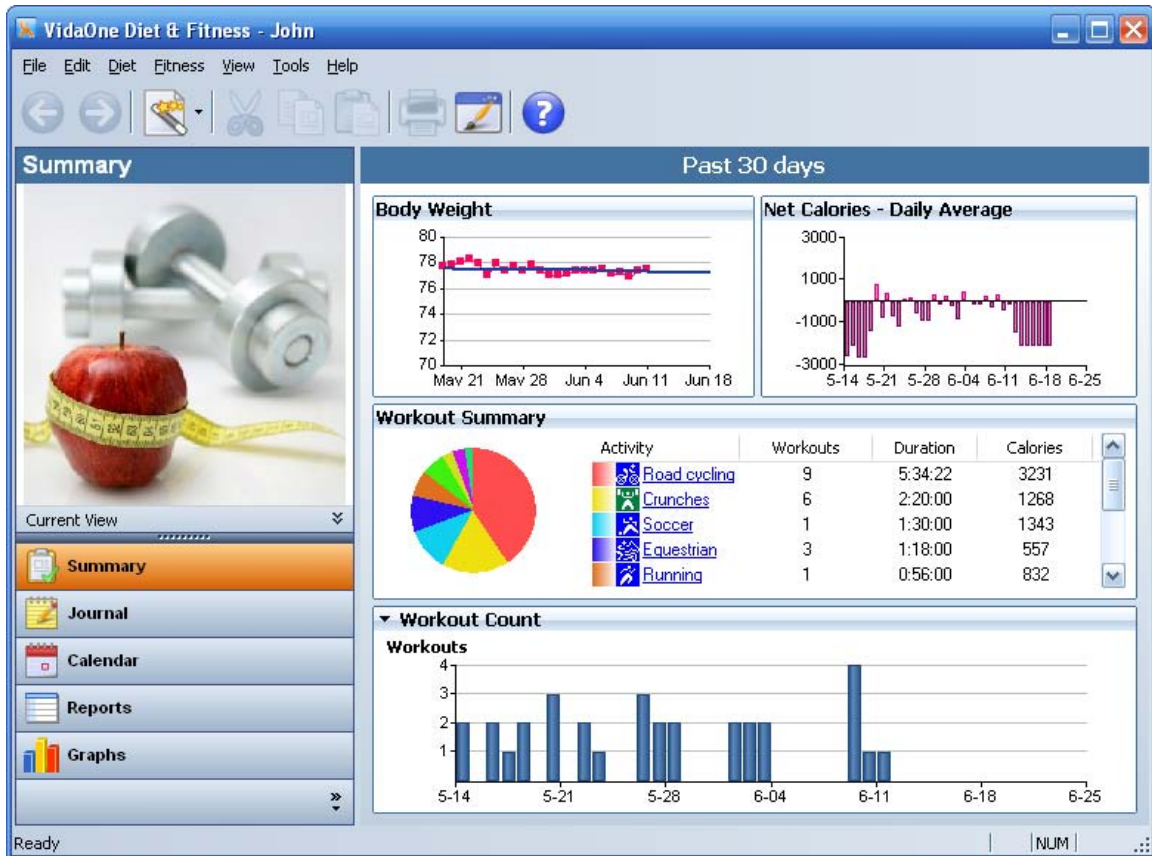 VidaOne Diet & Fitness - John
File Edit Diet Fitness View Tools Help
Summary
Past 30 days
Body Weight
80
78
76
74
72
70
May 21 May 28 Jun 4 Jun 11 Jun 18
Net Calories - Daily Average
3000
1000
-1000
-3000
5-14 5-21 5-28 6-04 6-11 6-18 6-25
Workout Summary
Activity Workouts Duration Calories
Road cycling 9 5:34:22 3231
Crunches 6 2:20:00 1268
Soccer 1 1:30:00 1343
Equestrian 3 1:18:00 557
Running 1 0:56:00 832
Current View
Summary
Journal
Calendar
Reports
Graphs
Workout Count
Workouts
4
3
2
1
5-14 5-21 5-28 6-04 6-11 6-18 6-25
Ready NUM